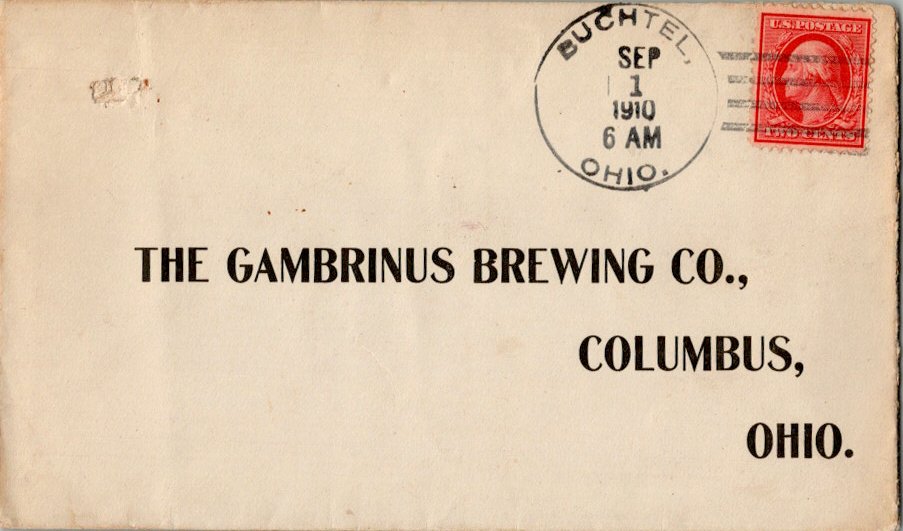 BUCHTEL,
SEP
1
1910
6 AM
OHIO.
U.S. POSTAGE
TWO CENTS
THE GAMBRINUS BREWING CO.,
COLUMBUS,
OHIO.